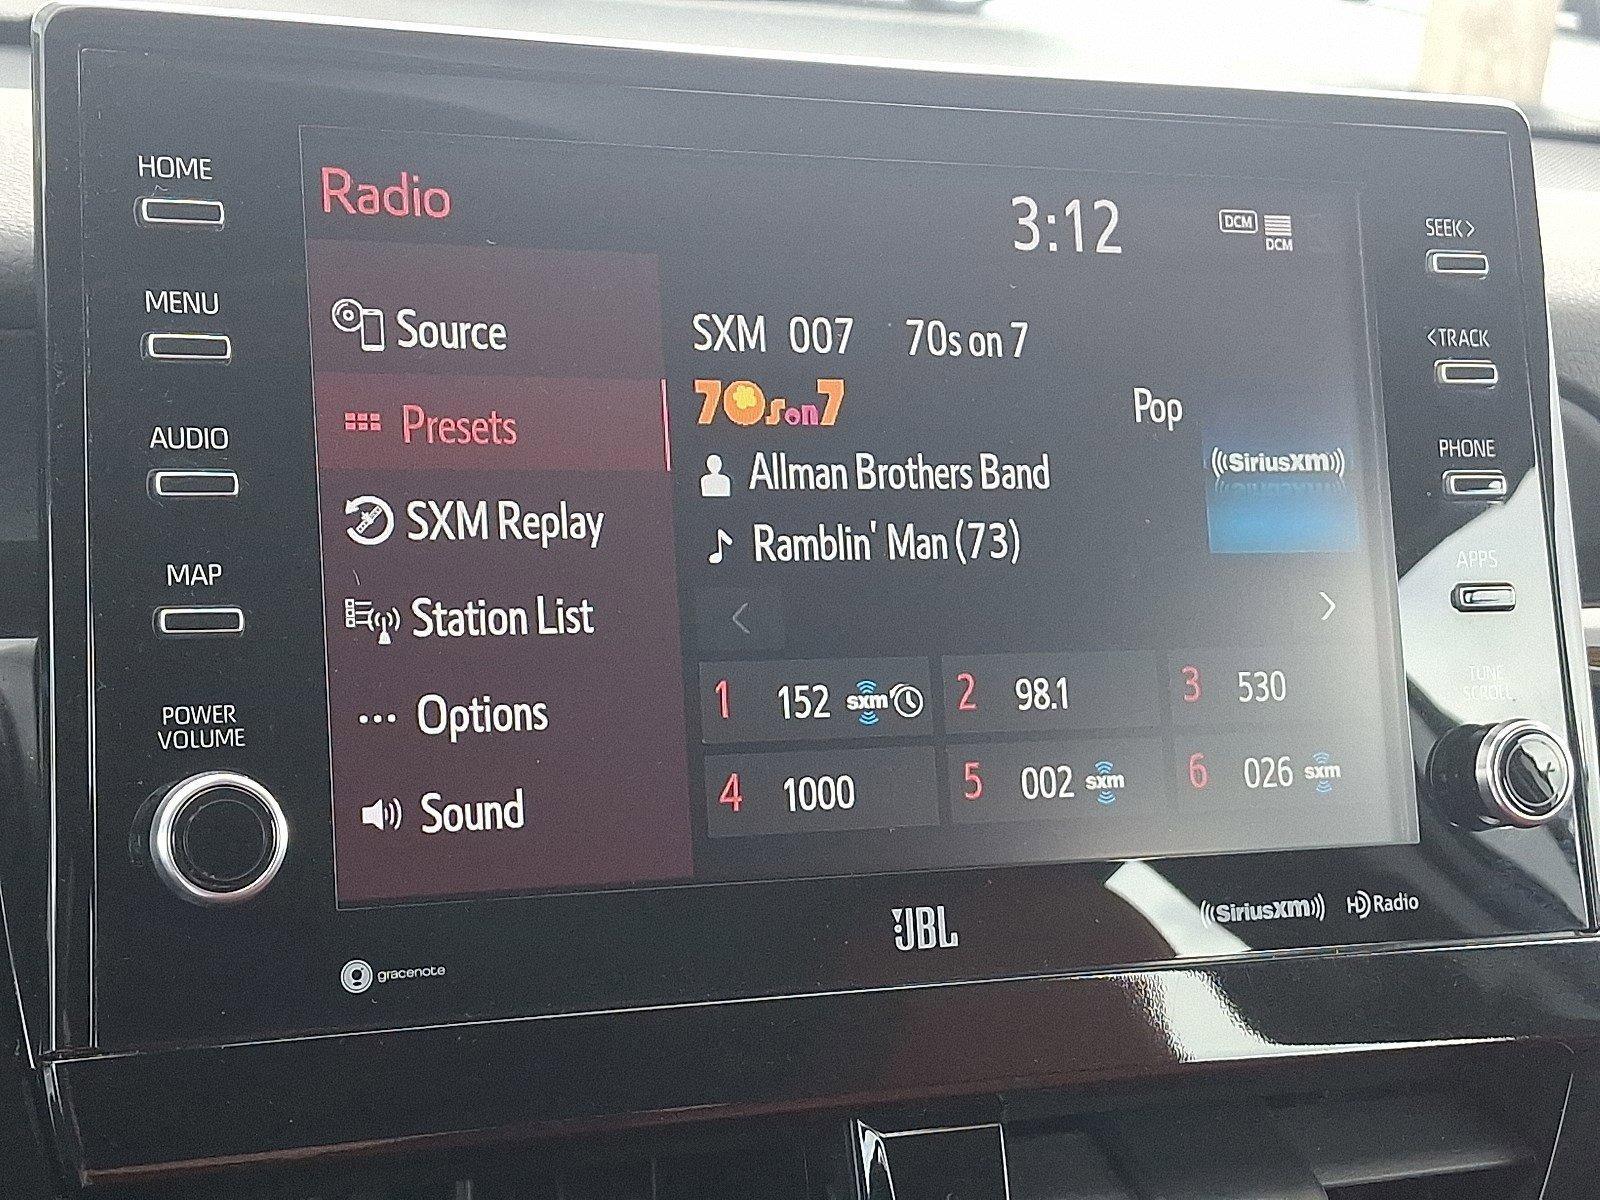 HOME
MENU
AUDIO
MAP
POWER
VOLUME
Radio
3:12
DCM
DCM
Source
Presets
SXM Replay
Station List
Options
Sound
SXM 007 70s on 7
70s on 7
Pop
Allman Brothers Band
Ramblin' Man (73)
((SiriusXM))
1 152 sxm
2 98.1
3 530
4 1000
5 002 sxm
6 026 sxm
SEEK>
<TRACK
PHONE
APPS
TUNE
SCROLL
JBL
((SiriusXM))
HD Radio
gracenote